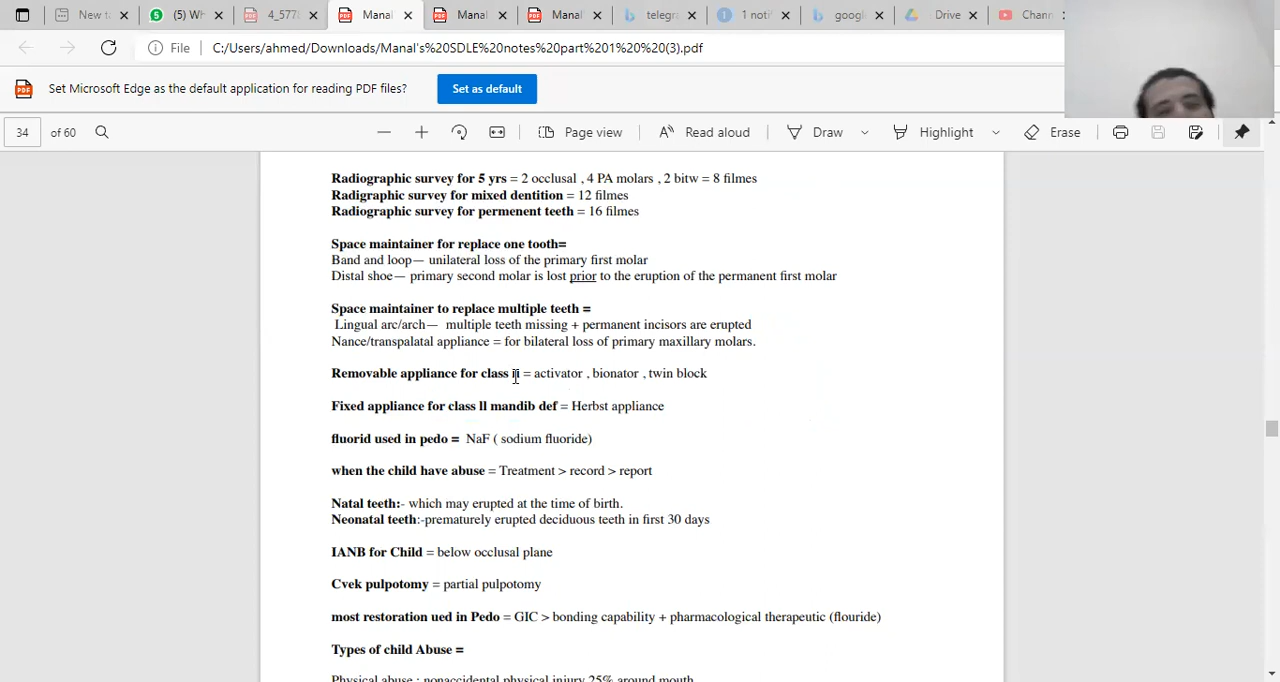 New t
(5) WH
4_577
Manal
Manal
Manal'
telegra
1 noti
googl
Drive
Chann
File
C:/Users/ahmed/Downloads/Manal's%20SDLE%20notes%20part%201%20%20(3).pdf
Set Microsoft Edge as the default application for reading PDF files?
Set as default
34
of 60
Page view
Read aloud
Draw
Highlight
Erase
Radiographic survey for 5 yrs = 2 occlusal , 4 PA molars , 2 bitw = 8 filmes
Radigraphic survey for mixed dentition = 12 filmes
Radiographic survey for permenent teeth = 16 filmes
Space maintainer for replace one tooth=
Band and loop— unilateral loss of the primary first molar
Distal shoe— primary second molar is lost prior to the eruption of the permanent first molar
Space maintainer to replace multiple teeth =
Lingual arc/arch— multiple teeth missing + permanent incisors are erupted
Nance/transpalatal appliance = for bilateral loss of primary maxillary molars.
Removable appliance for class ii = activator , bionator , twin block
Fixed appliance for class ll mandib def = Herbst appliance
fluorid used in pedo = NaF ( sodium fluoride)
when the child have abuse = Treatment > record > report
Natal teeth:- which may erupted at the time of birth.
Neonatal teeth:-prematurely erupted deciduous teeth in first 30 days
IANB for Child = below occlusal plane
Cvek pulpotomy = partial pulpotomy
most restoration ued in Pedo = GIC > bonding capability + pharmacological therapeutic (flouride)
Types of child Abuse =
Physical abuse : nonaccidental physical injury 25% around mouth